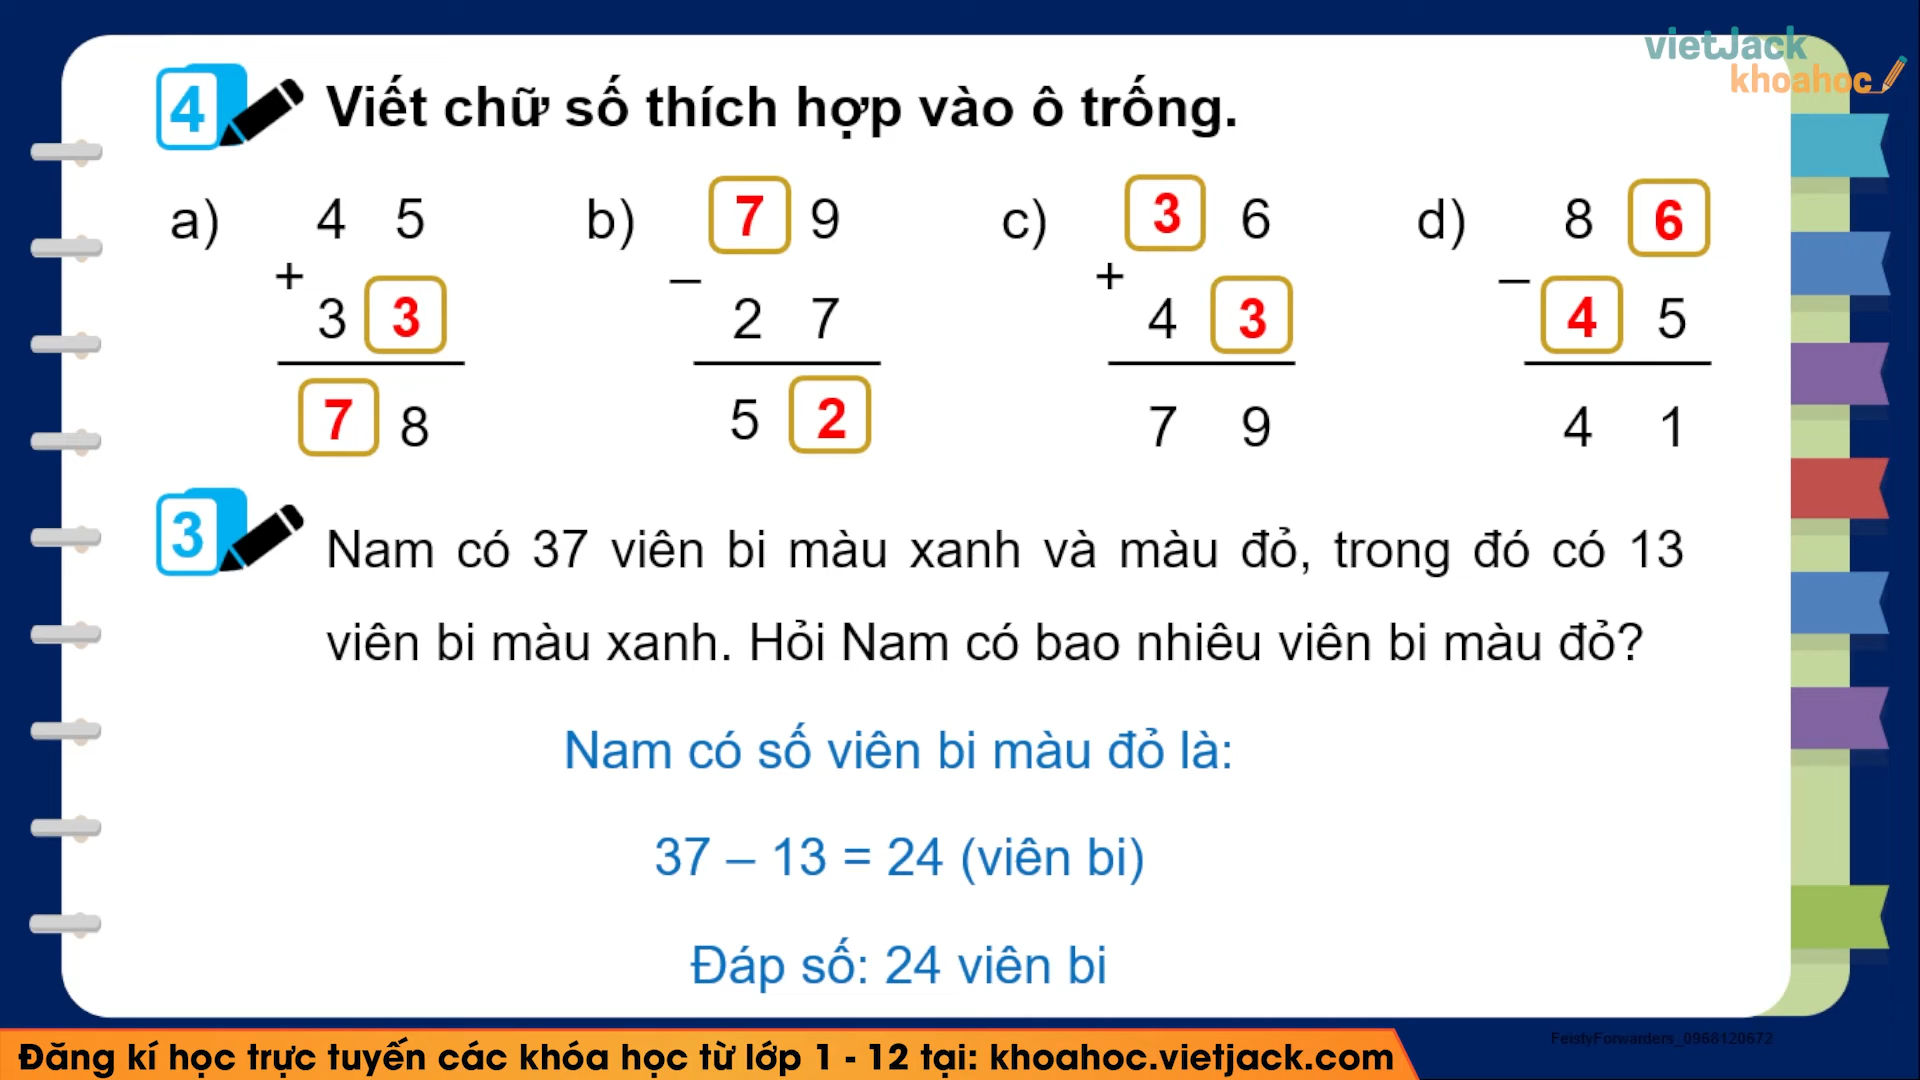 vietJack
khoahoc
4 Viết chữ số thích hợp vào ô trống.
a) 4 5 b) 7 9 c) 3 6 d) 8 6
+ – + –
3 3 2 7 4 3 4 5
7 8 5 2 7 9 4 1
3 Nam có 37 viên bi màu xanh và màu đỏ, trong đó có 13
viên bi màu xanh. Hỏi Nam có bao nhiêu viên bi màu đỏ?
Nam có số viên bi màu đỏ là:
37 – 13 = 24 (viên bi)
Đáp số: 24 viên bi
FeistyForwarders_0968120672
Đăng kí học trực tuyến các khóa học từ lớp 1 - 12 tại: khoahoc.vietjack.com